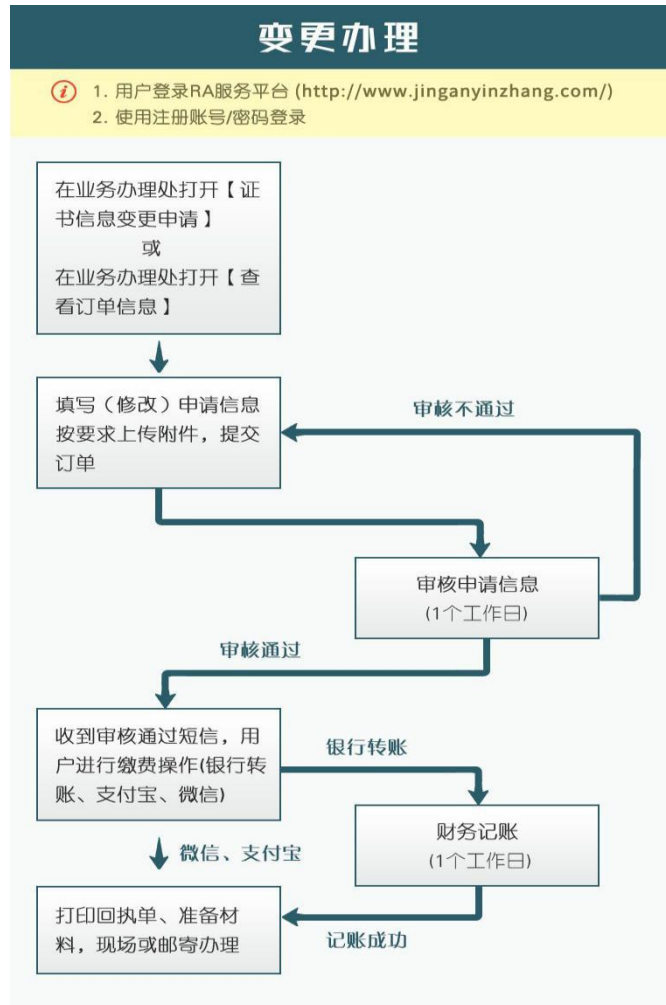 变更办理
i 1. 用户登录RA服务平台 (http://www.jinganyinzhang.com/)
2. 使用注册账号/密码登录
在业务办理处打开【证
书信息变更申请】
或
在业务办理处打开【查
看订单信息】
填写（修改）申请信息
按要求上传附件，提交
订单
审核不通过
审核申请信息
(1个工作日)
审核通过
收到审核通过短信，用
户进行缴费操作(银行转
账、支付宝、微信)
银行转账
财务记账
(1个工作日)
微信、支付宝
打印回执单、准备材
料，现场或邮寄办理
记账成功